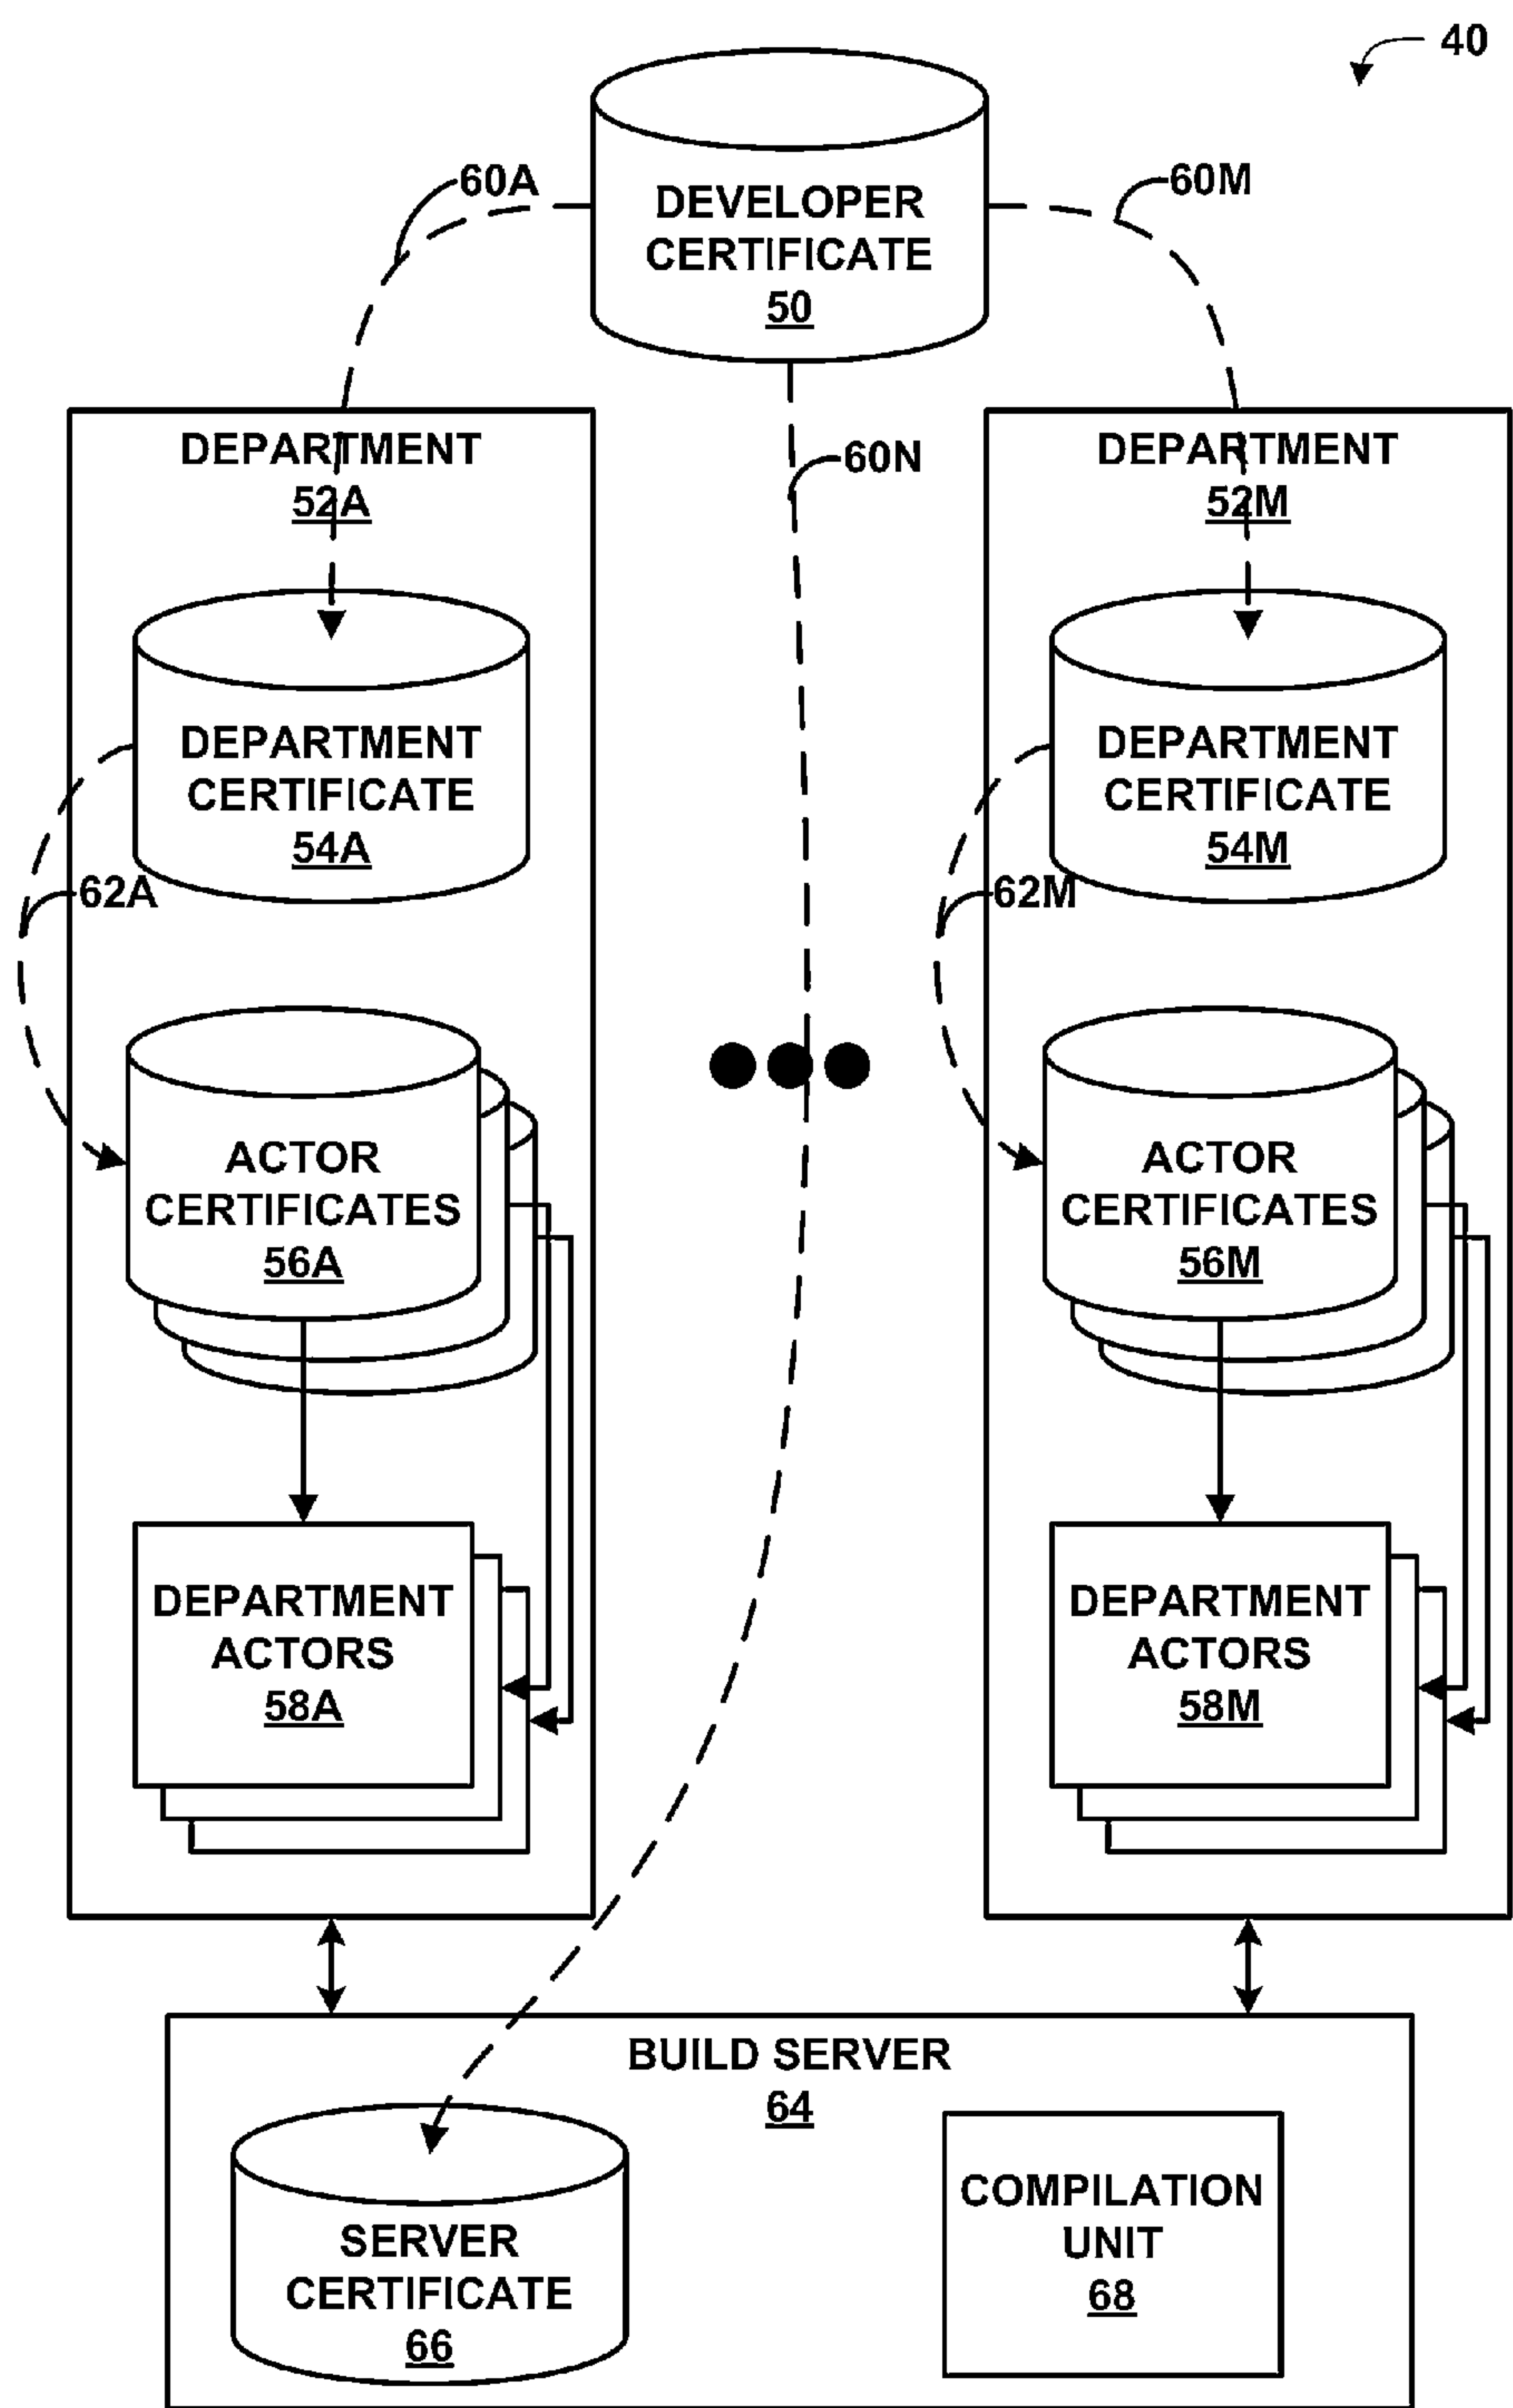 40
60A
60M
DEVELOPER
CERTIFICATE
50
DEPARTMENT
52A
60N
DEPARTMENT
52M
DEPARTMENT
CERTIFICATE
54A
DEPARTMENT
CERTIFICATE
54M
62A
62M
ACTOR
CERTIFICATES
56A
ACTOR
CERTIFICATES
56M
DEPARTMENT
ACTORS
58A
DEPARTMENT
ACTORS
58M
BUILD SERVER
64
SERVER
CERTIFICATE
66
COMPILATION
UNIT
68